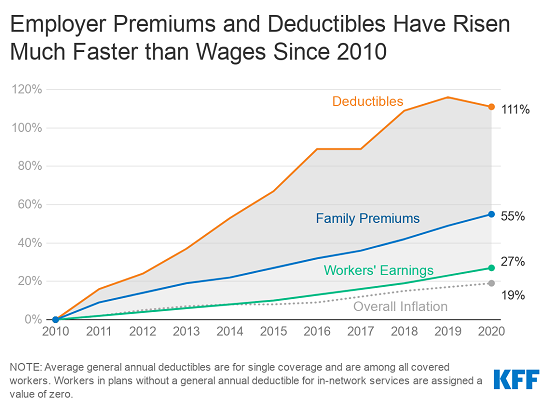 Employer Premiums and Deductibles Have Risen
Much Faster than Wages Since 2010
120%
Deductibles
111%
100%
80%
60%
Family Premiums
55%
40%
Workers' Earnings
27%
20%
Overall Inflation
19%
0%
2010 2011 2012 2013 2014 2015 2016 2017 2018 2019 2020
NOTE: Average general annual deductibles are for single coverage and are among all covered
workers. Workers in plans without a general annual deductible for in-network services are assigned a
value of zero.
KFF